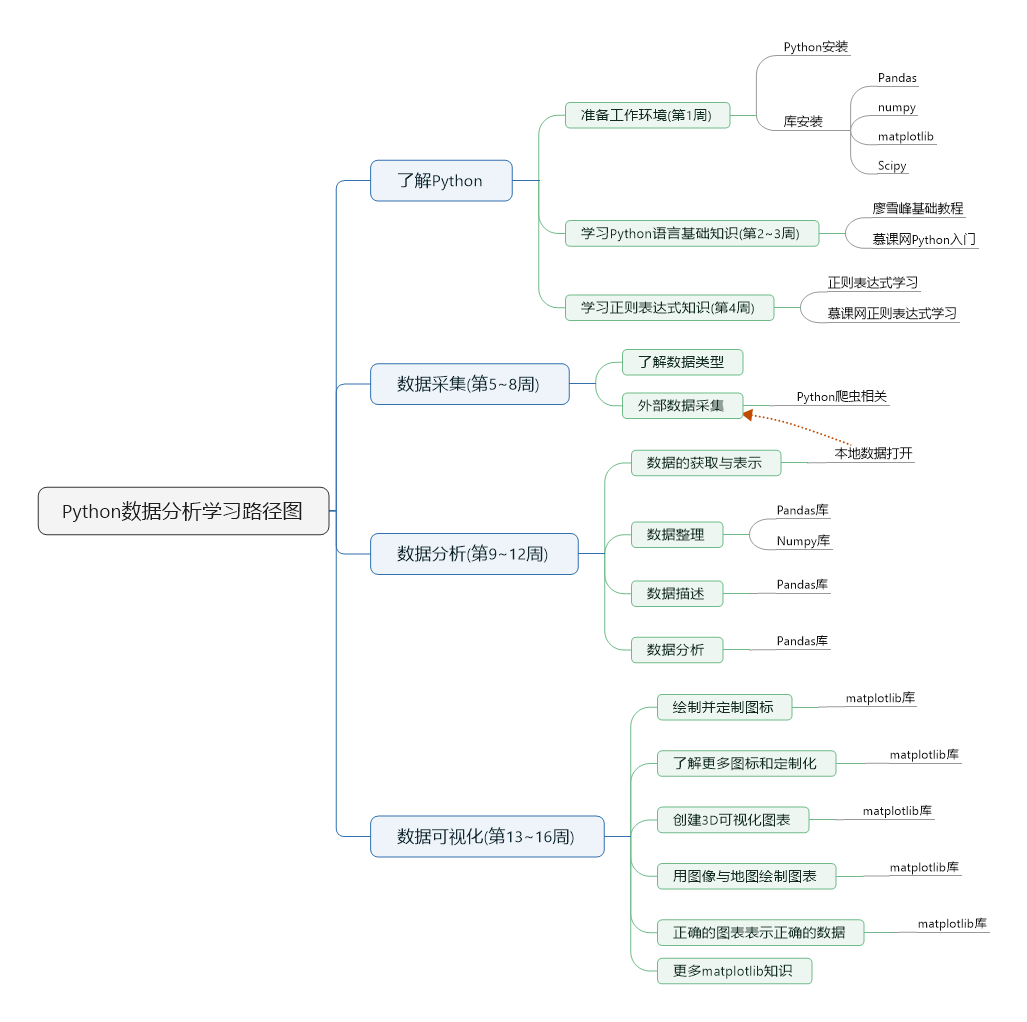 Python数据分析学习路径图
了解Python
准备工作环境(第1周)
Python安装
库安装
Pandas
numpy
matplotlib
Scipy
学习Python语言基础知识(第2~3周)
廖雪峰基础教程
慕课网Python入门
学习正则表达式知识(第4周)
正则表达式学习
慕课网正则表达式学习
数据采集(第5~8周)
了解数据类型
外部数据采集
Python爬虫相关
数据分析(第9~12周)
数据的获取与表示
本地数据打开
数据整理
Pandas库
Numpy库
数据描述
Pandas库
数据分析
Pandas库
数据可视化(第13~16周)
绘制并定制图标
matplotlib库
了解更多图标和定制化
matplotlib库
创建3D可视化图表
matplotlib库
用图像与地图绘制图表
matplotlib库
正确的图表表示正确的数据
matplotlib库
更多matplotlib知识